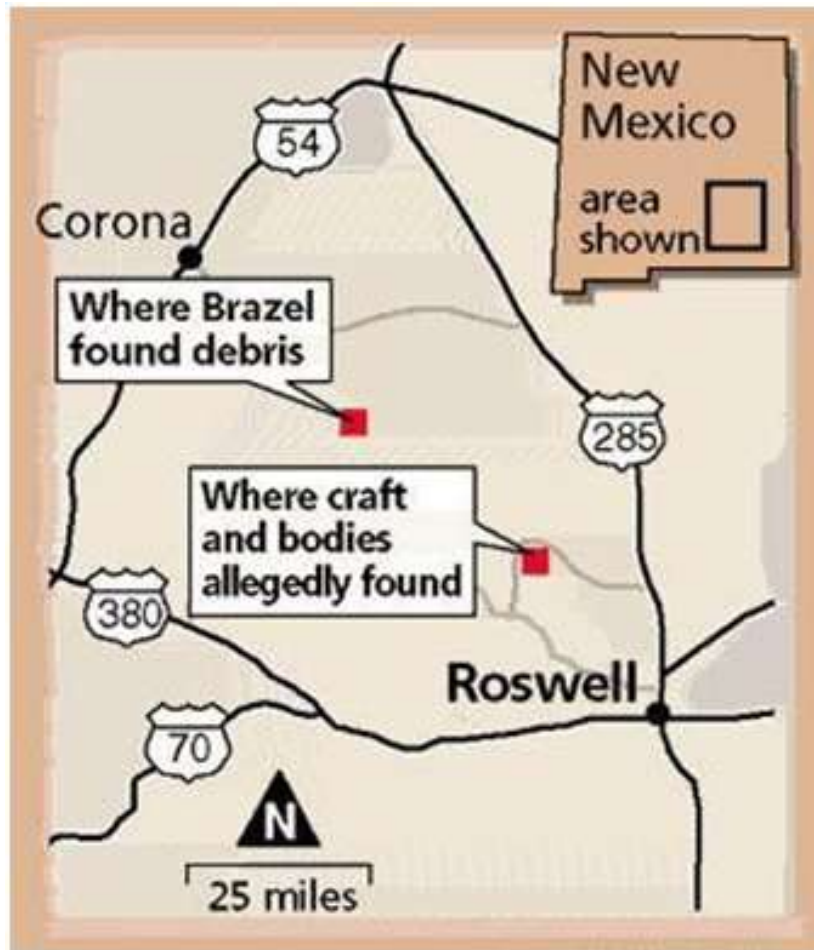 New
Mexico
area
shown
54
Corona
Where Brazel
found debris
285
Where craft
and bodies
allegedly found
380
Roswell
70
N
25 miles